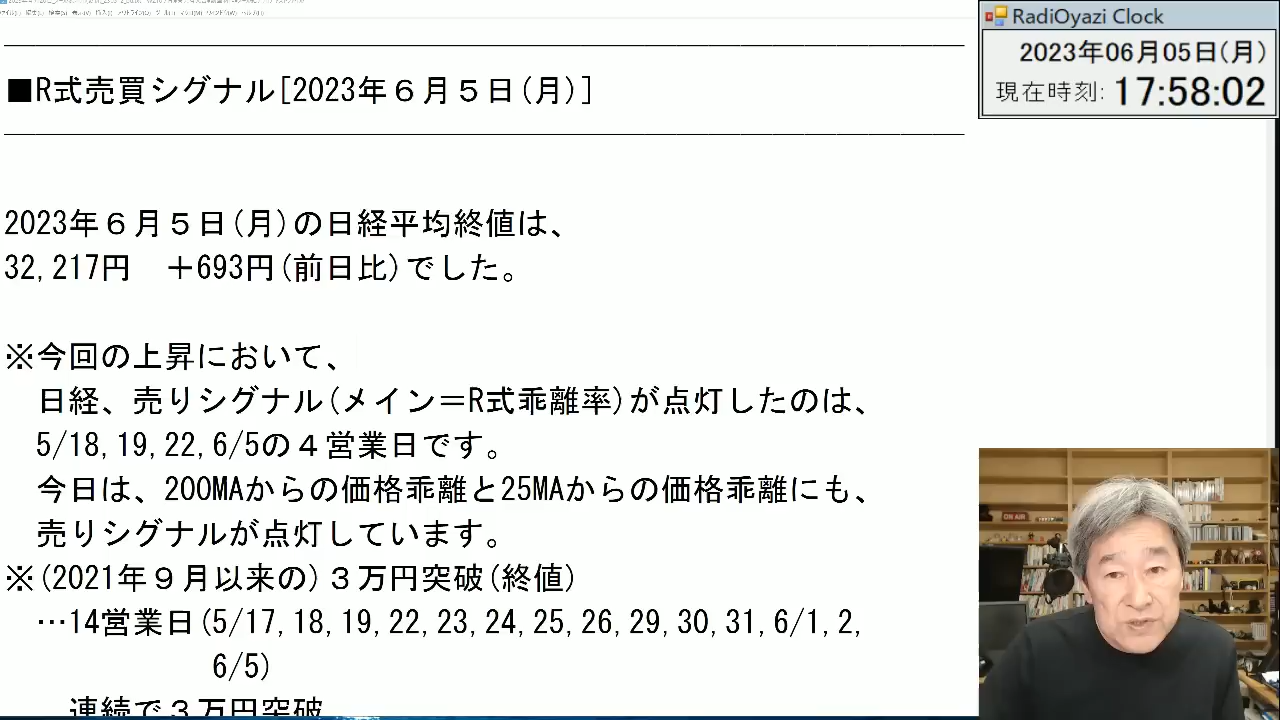 RadiOyazi Clock
2023年06月05日(月)
現在時刻: 17:58:02
■R式売買シグナル[2023年６月５日(月)]
2023年６月５日(月)の日経平均終値は、
32,217円　＋693円(前日比)でした。
※今回の上昇において、
日経、売りシグナル(メイン＝R式乖離率)が点灯したのは、
5/18,19,22,6/5の４営業日です。
今日は、200MAからの価格乖離と25MAからの価格乖離にも、
売りシグナルが点灯しています。
※(2021年９月以来の)３万円突破(終値)
…14営業日(5/17,18,19,22,23,24,25,26,29,30,31,6/1,2,
6/5)
連続で３万円突破
ON AIR